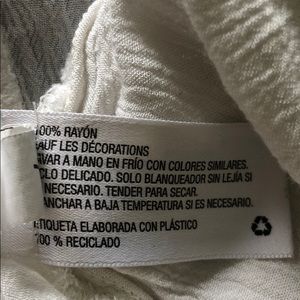 100% RAYÓN
SAUF LES DÉCORATIONS
LAVAR A MANO EN FRÍO CON COLORES SIMILARES.
CICLO DELICADO. SOLO BLANQUEADOR SIN LEJÍA SI
NECESARIO. TENDER PARA SECAR.
PLANCHAR A BAJA TEMPERATURA SI ES NECESARIO.
ETIQUETA ELABORADA CON PLÁSTICO
100 % RECICLADO